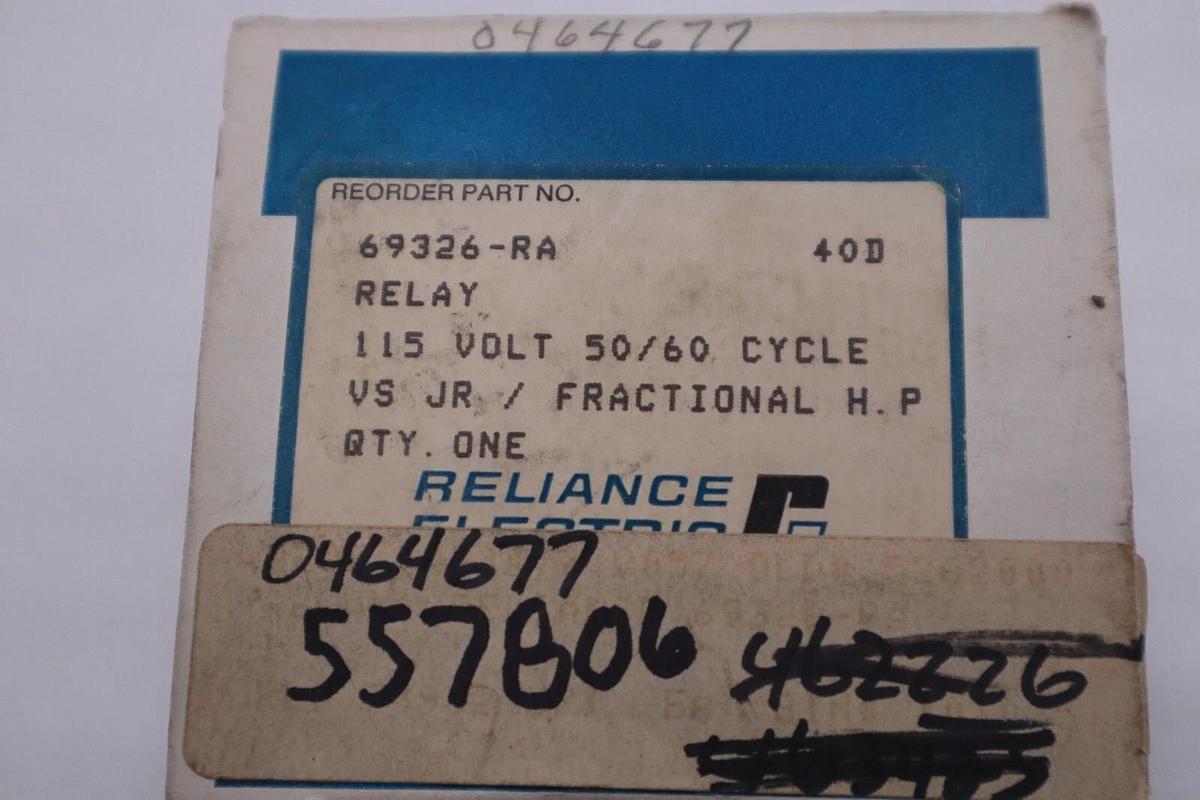 0464677
REORDER PART NO.
69326-RA 40D
RELAY
115 VOLT 50/60 CYCLE
VS JR / FRACTIONAL H.P
QTY. ONE
RELIANCE
ELECTRIC
0464677
557806